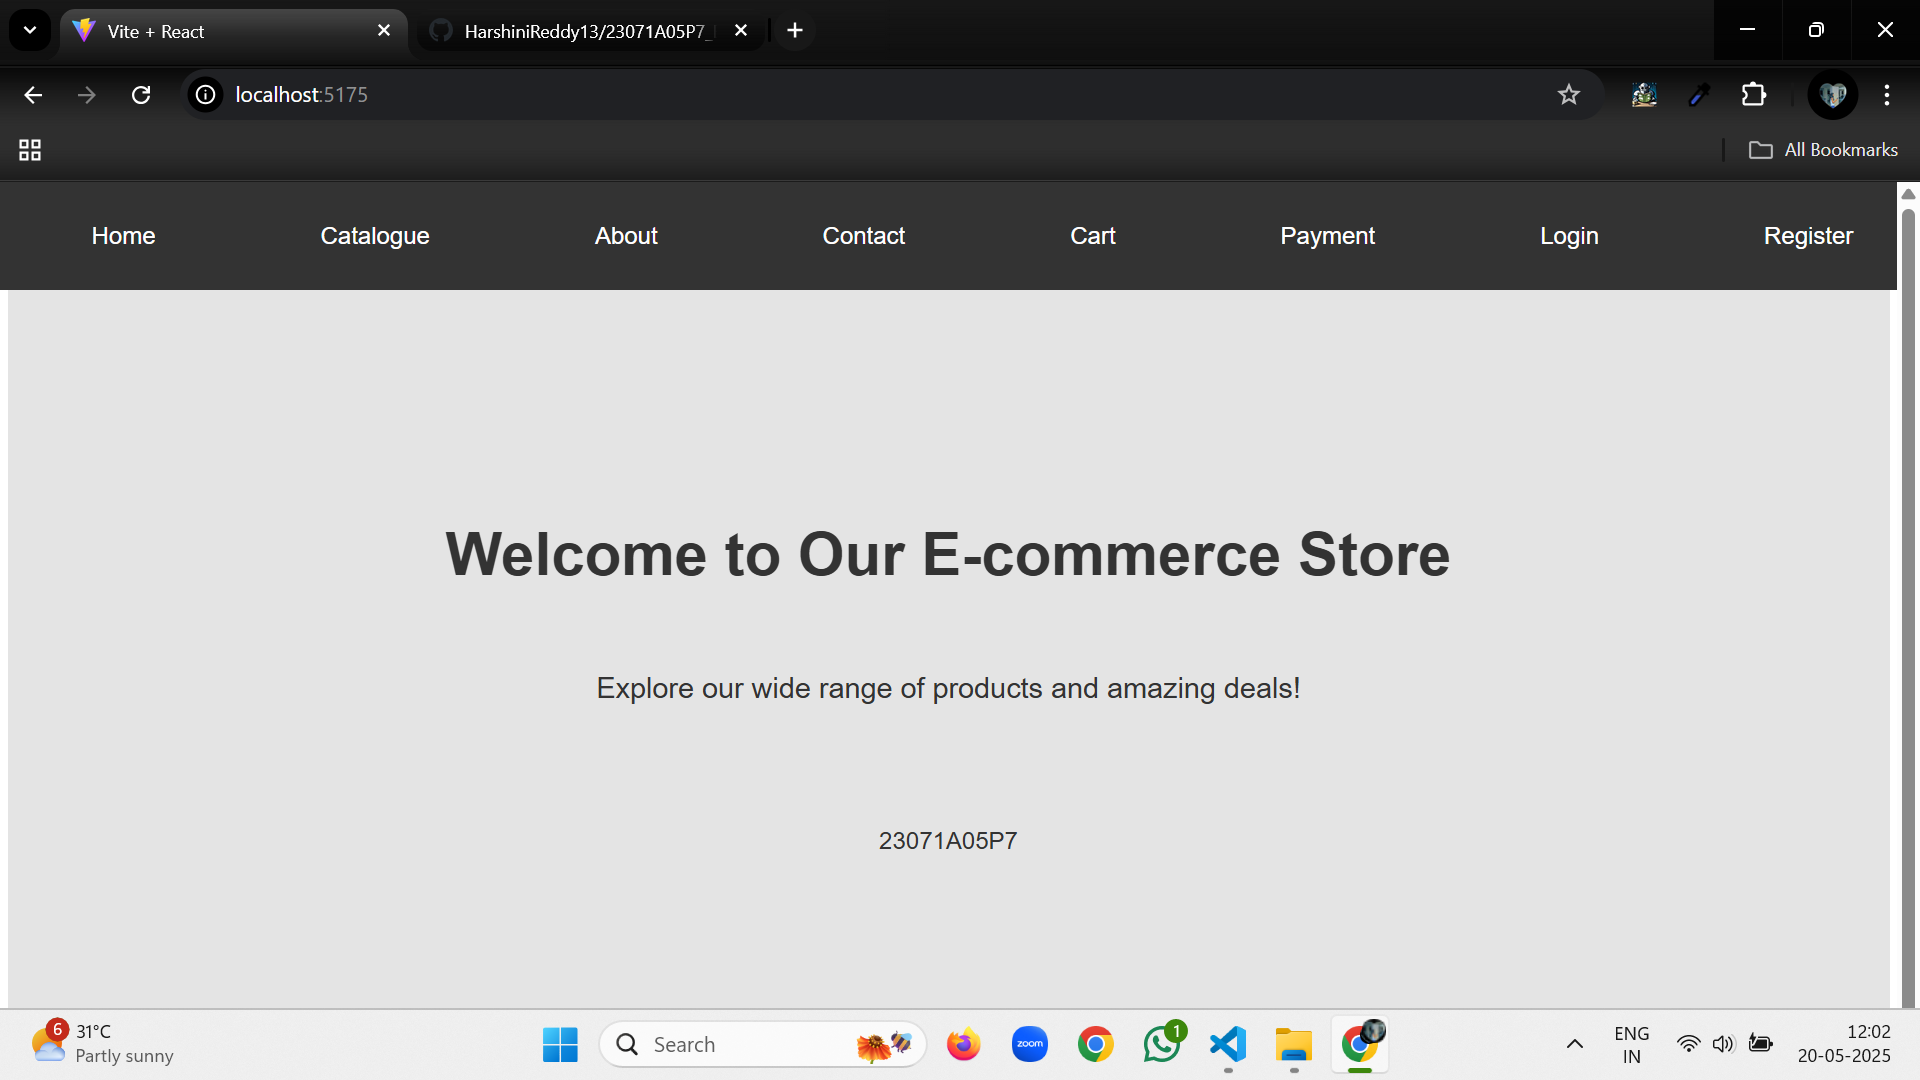 Vite + React
HarshiniReddy13/23071A05P7_
localhost:5175
All Bookmarks
Home Catalogue About Contact Cart Payment Login Register
Welcome to Our E-commerce Store
Explore our wide range of products and amazing deals!
23071A05P7
6
31°C
Partly sunny
Search
zoom
1
ENG
IN
12:02
20-05-2025